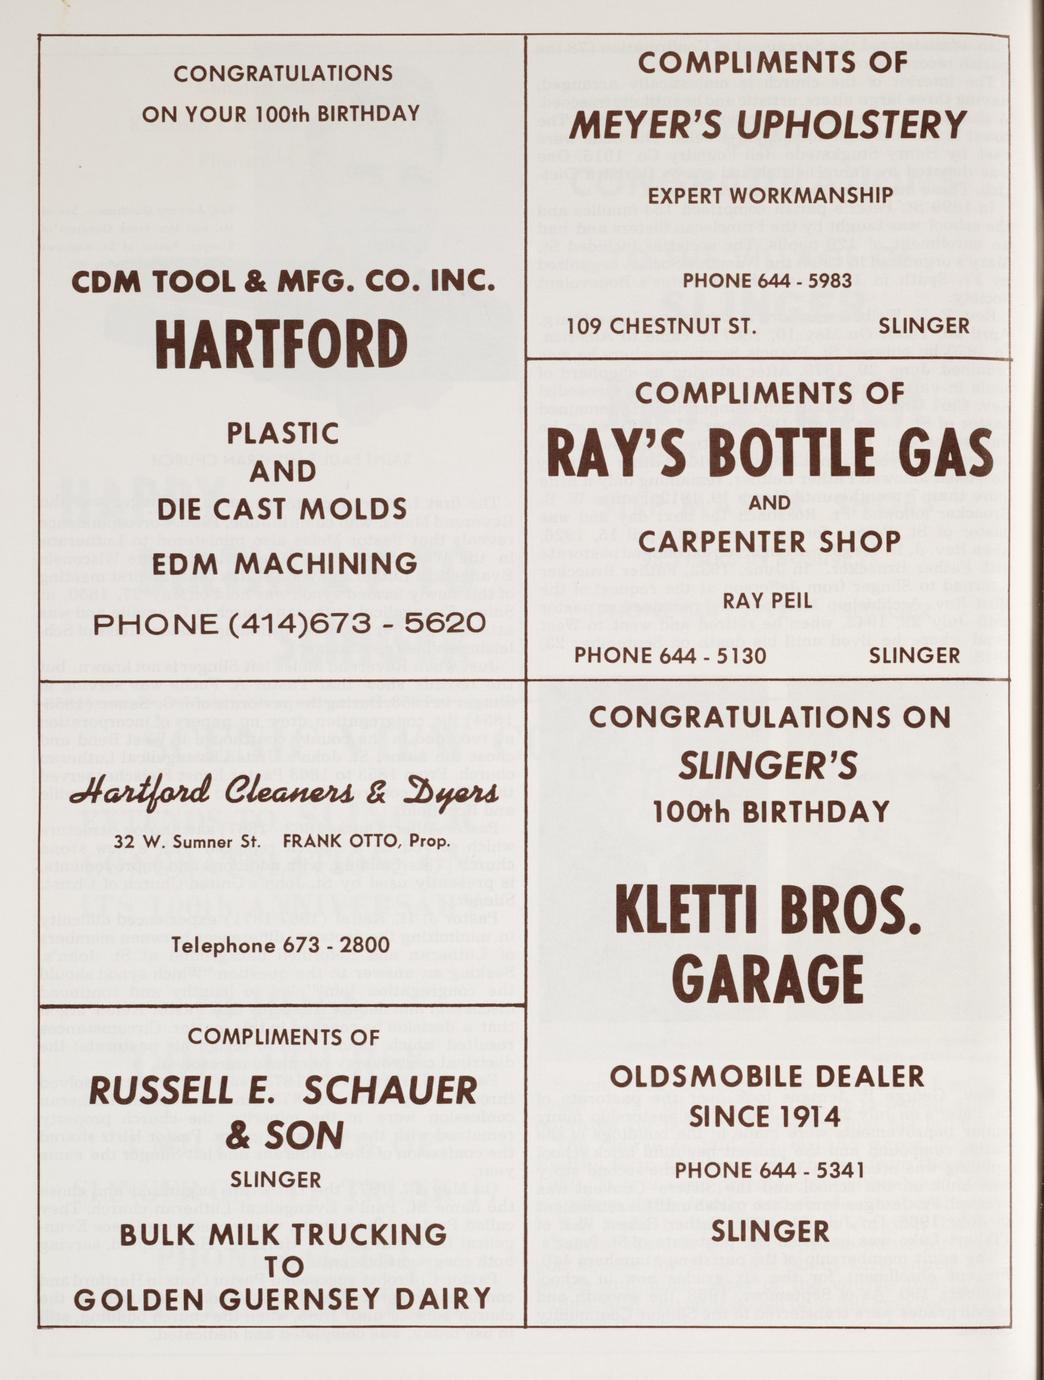 CONGRATULATIONS
ON YOUR 100th BIRTHDAY
CDM TOOL & MFG. CO. INC.
HARTFORD
PLASTIC
AND
DIE CAST MOLDS
EDM MACHINING
PHONE (414)673 - 5620
Hartford Cleaners & Dyers
32 W. Sumner St. FRANK OTTO, Prop.
Telephone 673 - 2800
COMPLIMENTS OF
RUSSELL E. SCHAUER
& SON
SLINGER
BULK MILK TRUCKING
TO
GOLDEN GUERNSEY DAIRY
COMPLIMENTS OF
MEYER'S UPHOLSTERY
EXPERT WORKMANSHIP
PHONE 644 - 5983
109 CHESTNUT ST. SLINGER
COMPLIMENTS OF
RAY'S BOTTLE GAS
AND
CARPENTER SHOP
RAY PEIL
PHONE 644 - 5130 SLINGER
CONGRATULATIONS ON
SLINGER'S
100th BIRTHDAY
KLETTI BROS.
GARAGE
OLDSMOBILE DEALER
SINCE 1914
PHONE 644 - 5341
SLINGER